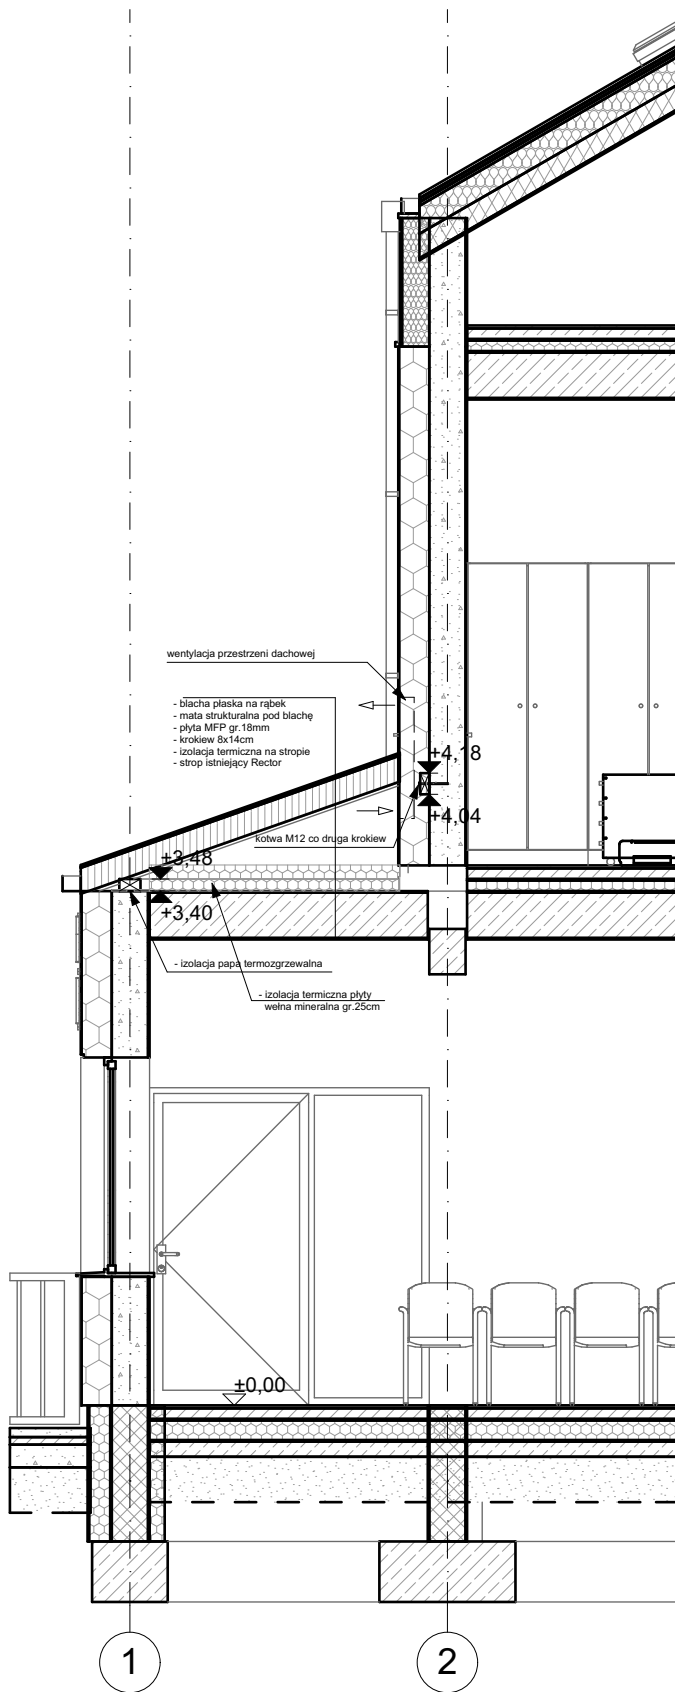 wentylacja przestrzeni dachowej
- blacha płaska na rąbek
- mata strukturalna pod blachę
- płyta MFP gr.18mm
- krokiew 8x14cm
- izolacja termiczna na stropie
- strop istniejący Rector
+4,18
+4,04
kotwa M12 co druga krokiew
+3,48
+3,40
- izolacja papa termozgrzewalna
- izolacja termiczna płyty
wełna mineralna gr.25cm
±0,00
1
2